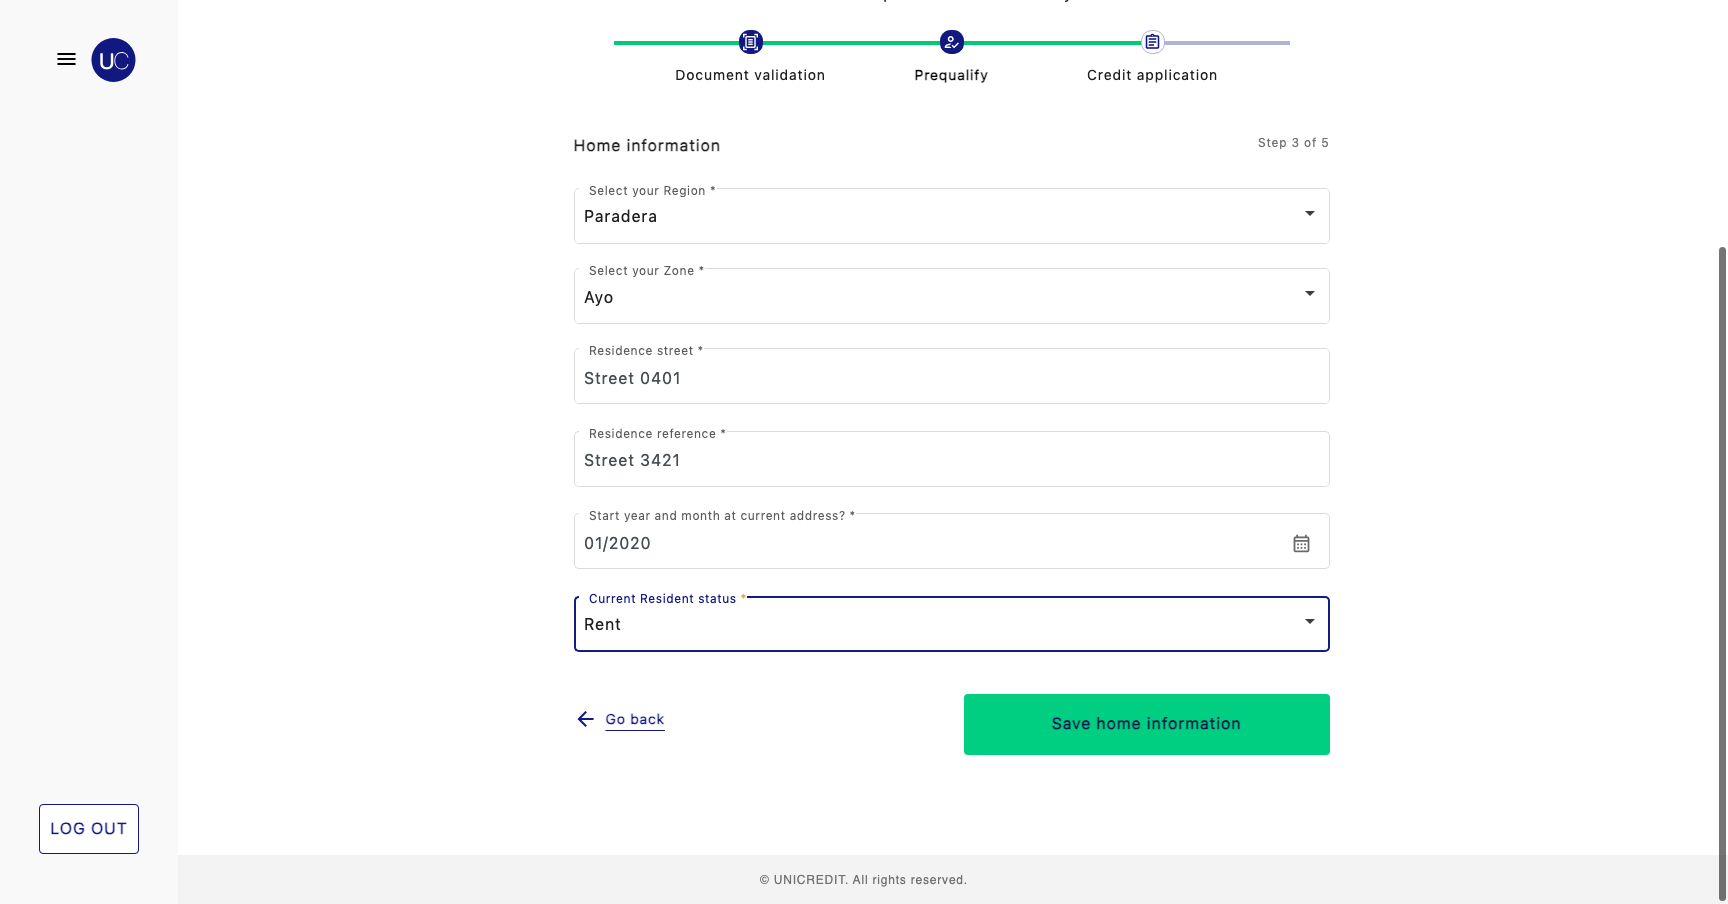 UC
Document validation
Prequalify
Credit application
Home information
Step 3 of 5
Select your Region *
Paradera
Select your Zone *
Ayo
Residence street *
Street 0401
Residence reference *
Street 3421
Start year and month at current address? *
01/2020
Current Resident status *
Rent
Go back
Save home information
LOG OUT
© UNICREDIT. All rights reserved.